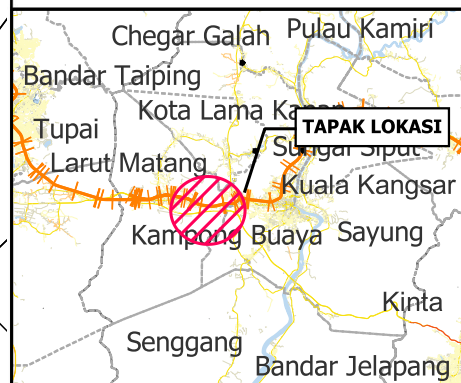 Chegar Galah
Pulau Kamiri
Bandar Taiping
Kota Lama Kanan
TAPAK LOKASI
Tupai
Sungai Siput
Larut Matang
Kuala Kangsar
Kampong Buaya
Sayung
Kinta
Senggang
Bandar Jelapang